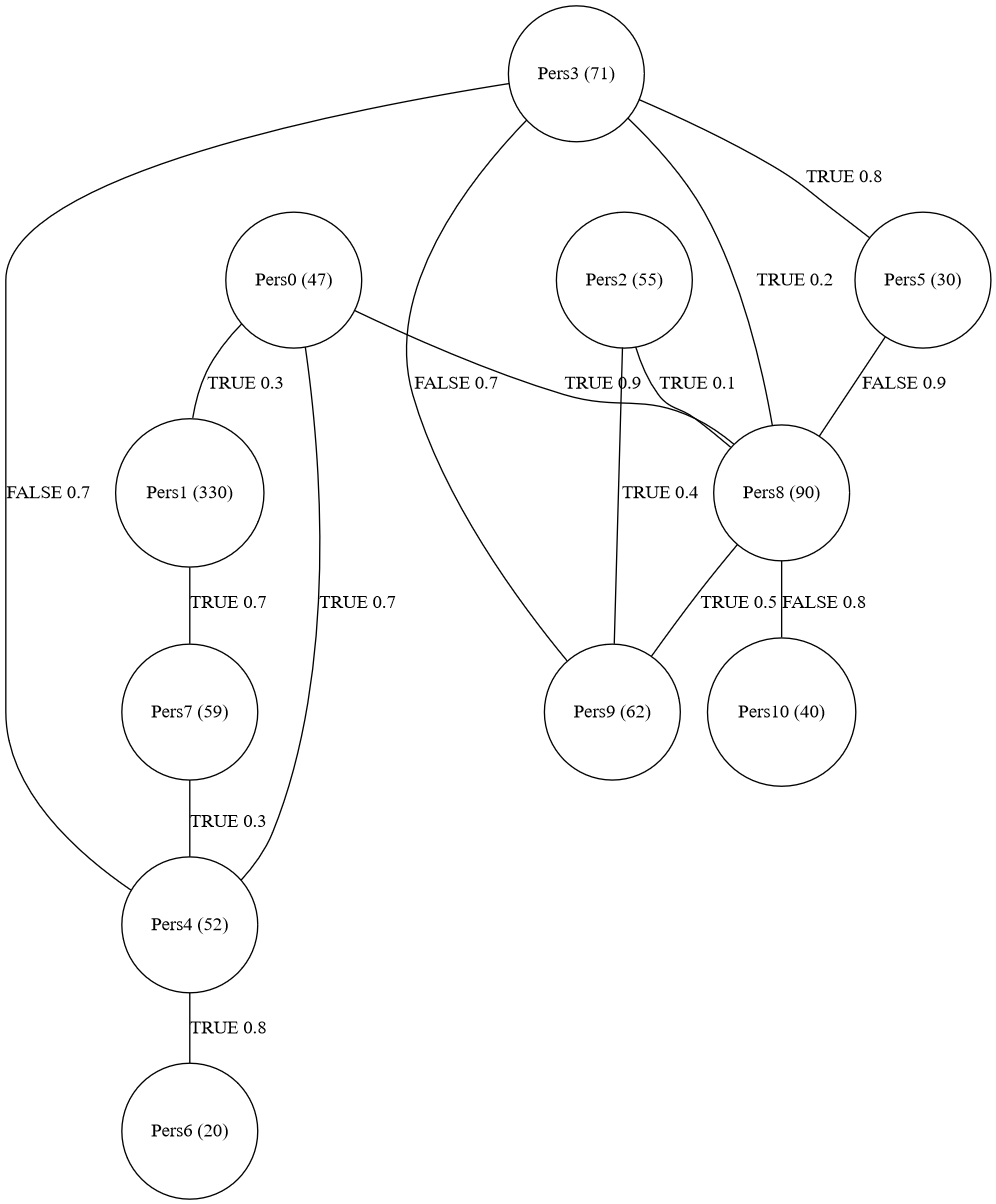 Pers3 (71)
TRUE 0.8
Pers0 (47)
Pers2 (55)
TRUE 0.2
Pers5 (30)
TRUE 0.3
FALSE 0.7
TRUE 0.9
TRUE 0.1
FALSE 0.9
FALSE 0.7
Pers1 (330)
TRUE 0.4
Pers8 (90)
TRUE 0.7
TRUE 0.7
TRUE 0.5
FALSE 0.8
Pers7 (59)
Pers9 (62)
Pers10 (40)
TRUE 0.3
Pers4 (52)
TRUE 0.8
Pers6 (20)